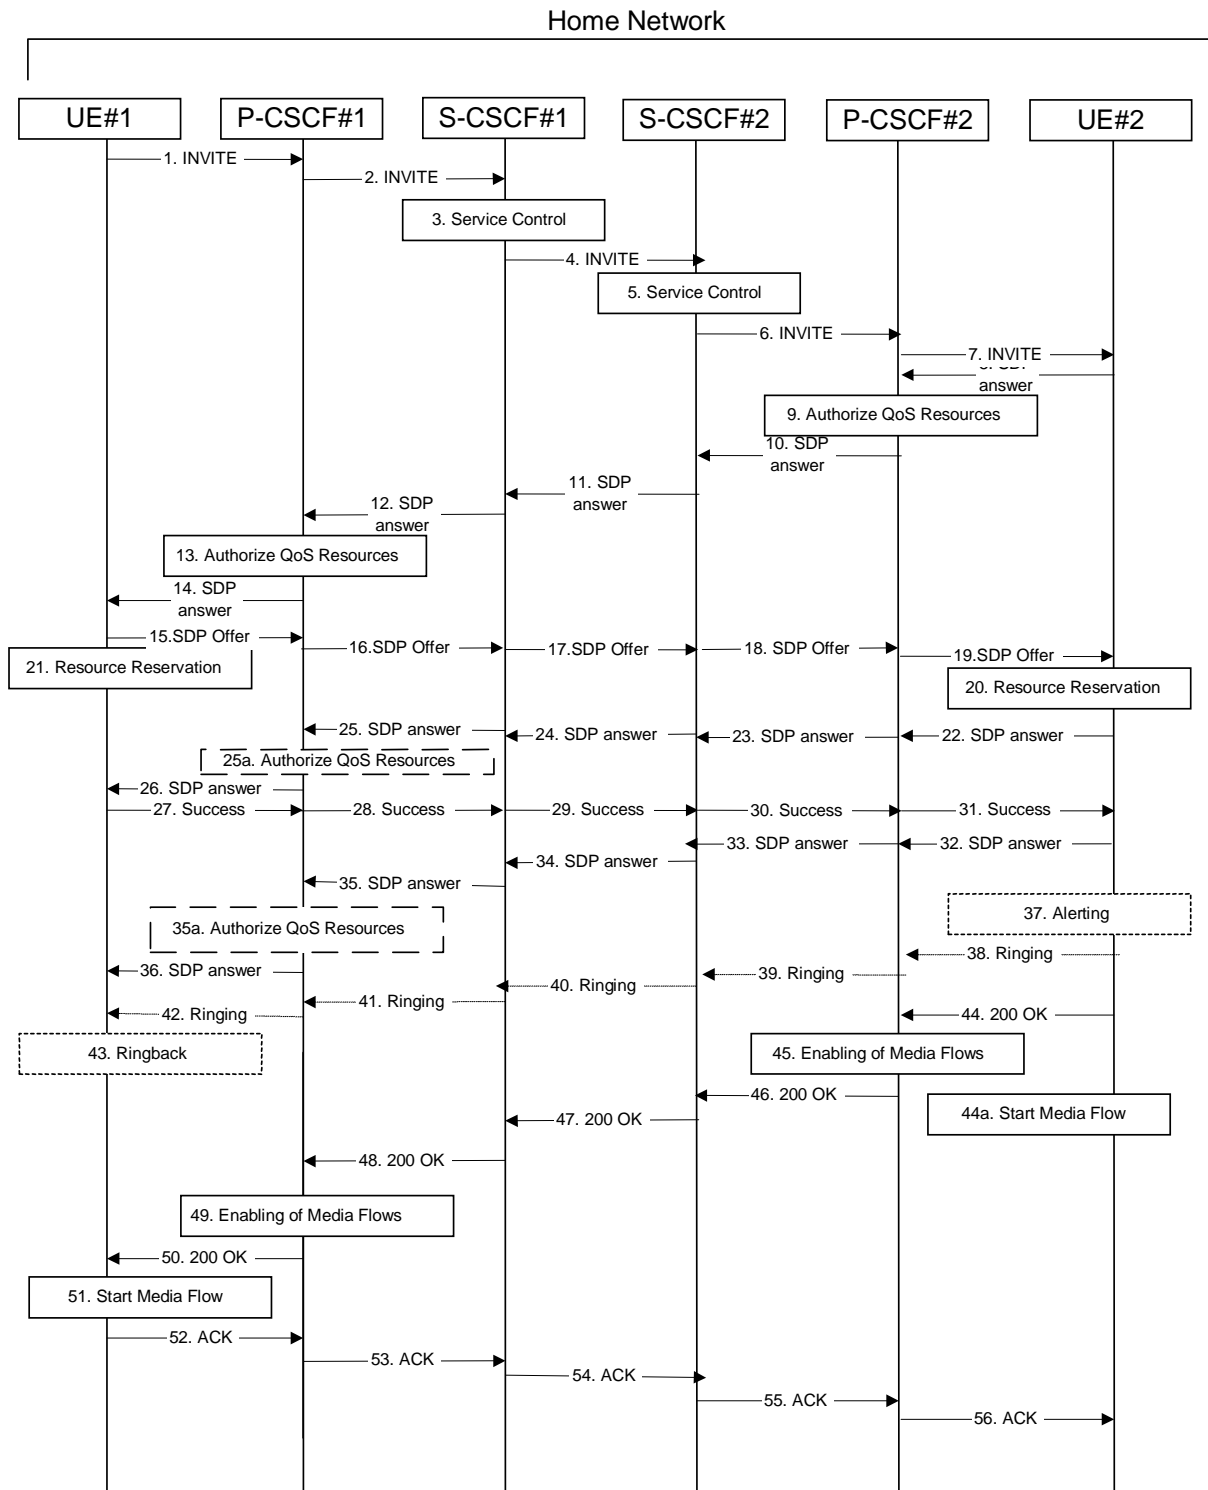 Home Network
UE#1
P-CSCF#1
S-CSCF#1
S-CSCF#2
P-CSCF#2
UE#2
1. INVITE
2. INVITE
3. Service Control
4. INVITE
5. Service Control
6. INVITE
7. INVITE
SDP
answer
9. Authorize QoS Resources
10. SDP
answer
11. SDP
answer
12. SDP
answer
13. Authorize QoS Resources
14. SDP
answer
15.SDP Offer
16.SDP Offer
17.SDP Offer
18. SDP Offer
19.SDP Offer
21. Resource Reservation
20. Resource Reservation
25. SDP answer
24. SDP answer
23. SDP answer
22. SDP answer
25a. Authorize QoS Resources
26. SDP answer
27. Success
28. Success
29. Success
30. Success
31. Success
33. SDP answer
32. SDP answer
34. SDP answer
35. SDP answer
35a. Authorize QoS Resources
37. Alerting
36. SDP answer
38. Ringing
39. Ringing
40. Ringing
41. Ringing
42. Ringing
44. 200 OK
43. Ringback
45. Enabling of Media Flows
46. 200 OK
47. 200 OK
44a. Start Media Flow
48. 200 OK
49. Enabling of Media Flows
50. 200 OK
51. Start Media Flow
52. ACK
53. ACK
54. ACK
55. ACK
56. ACK